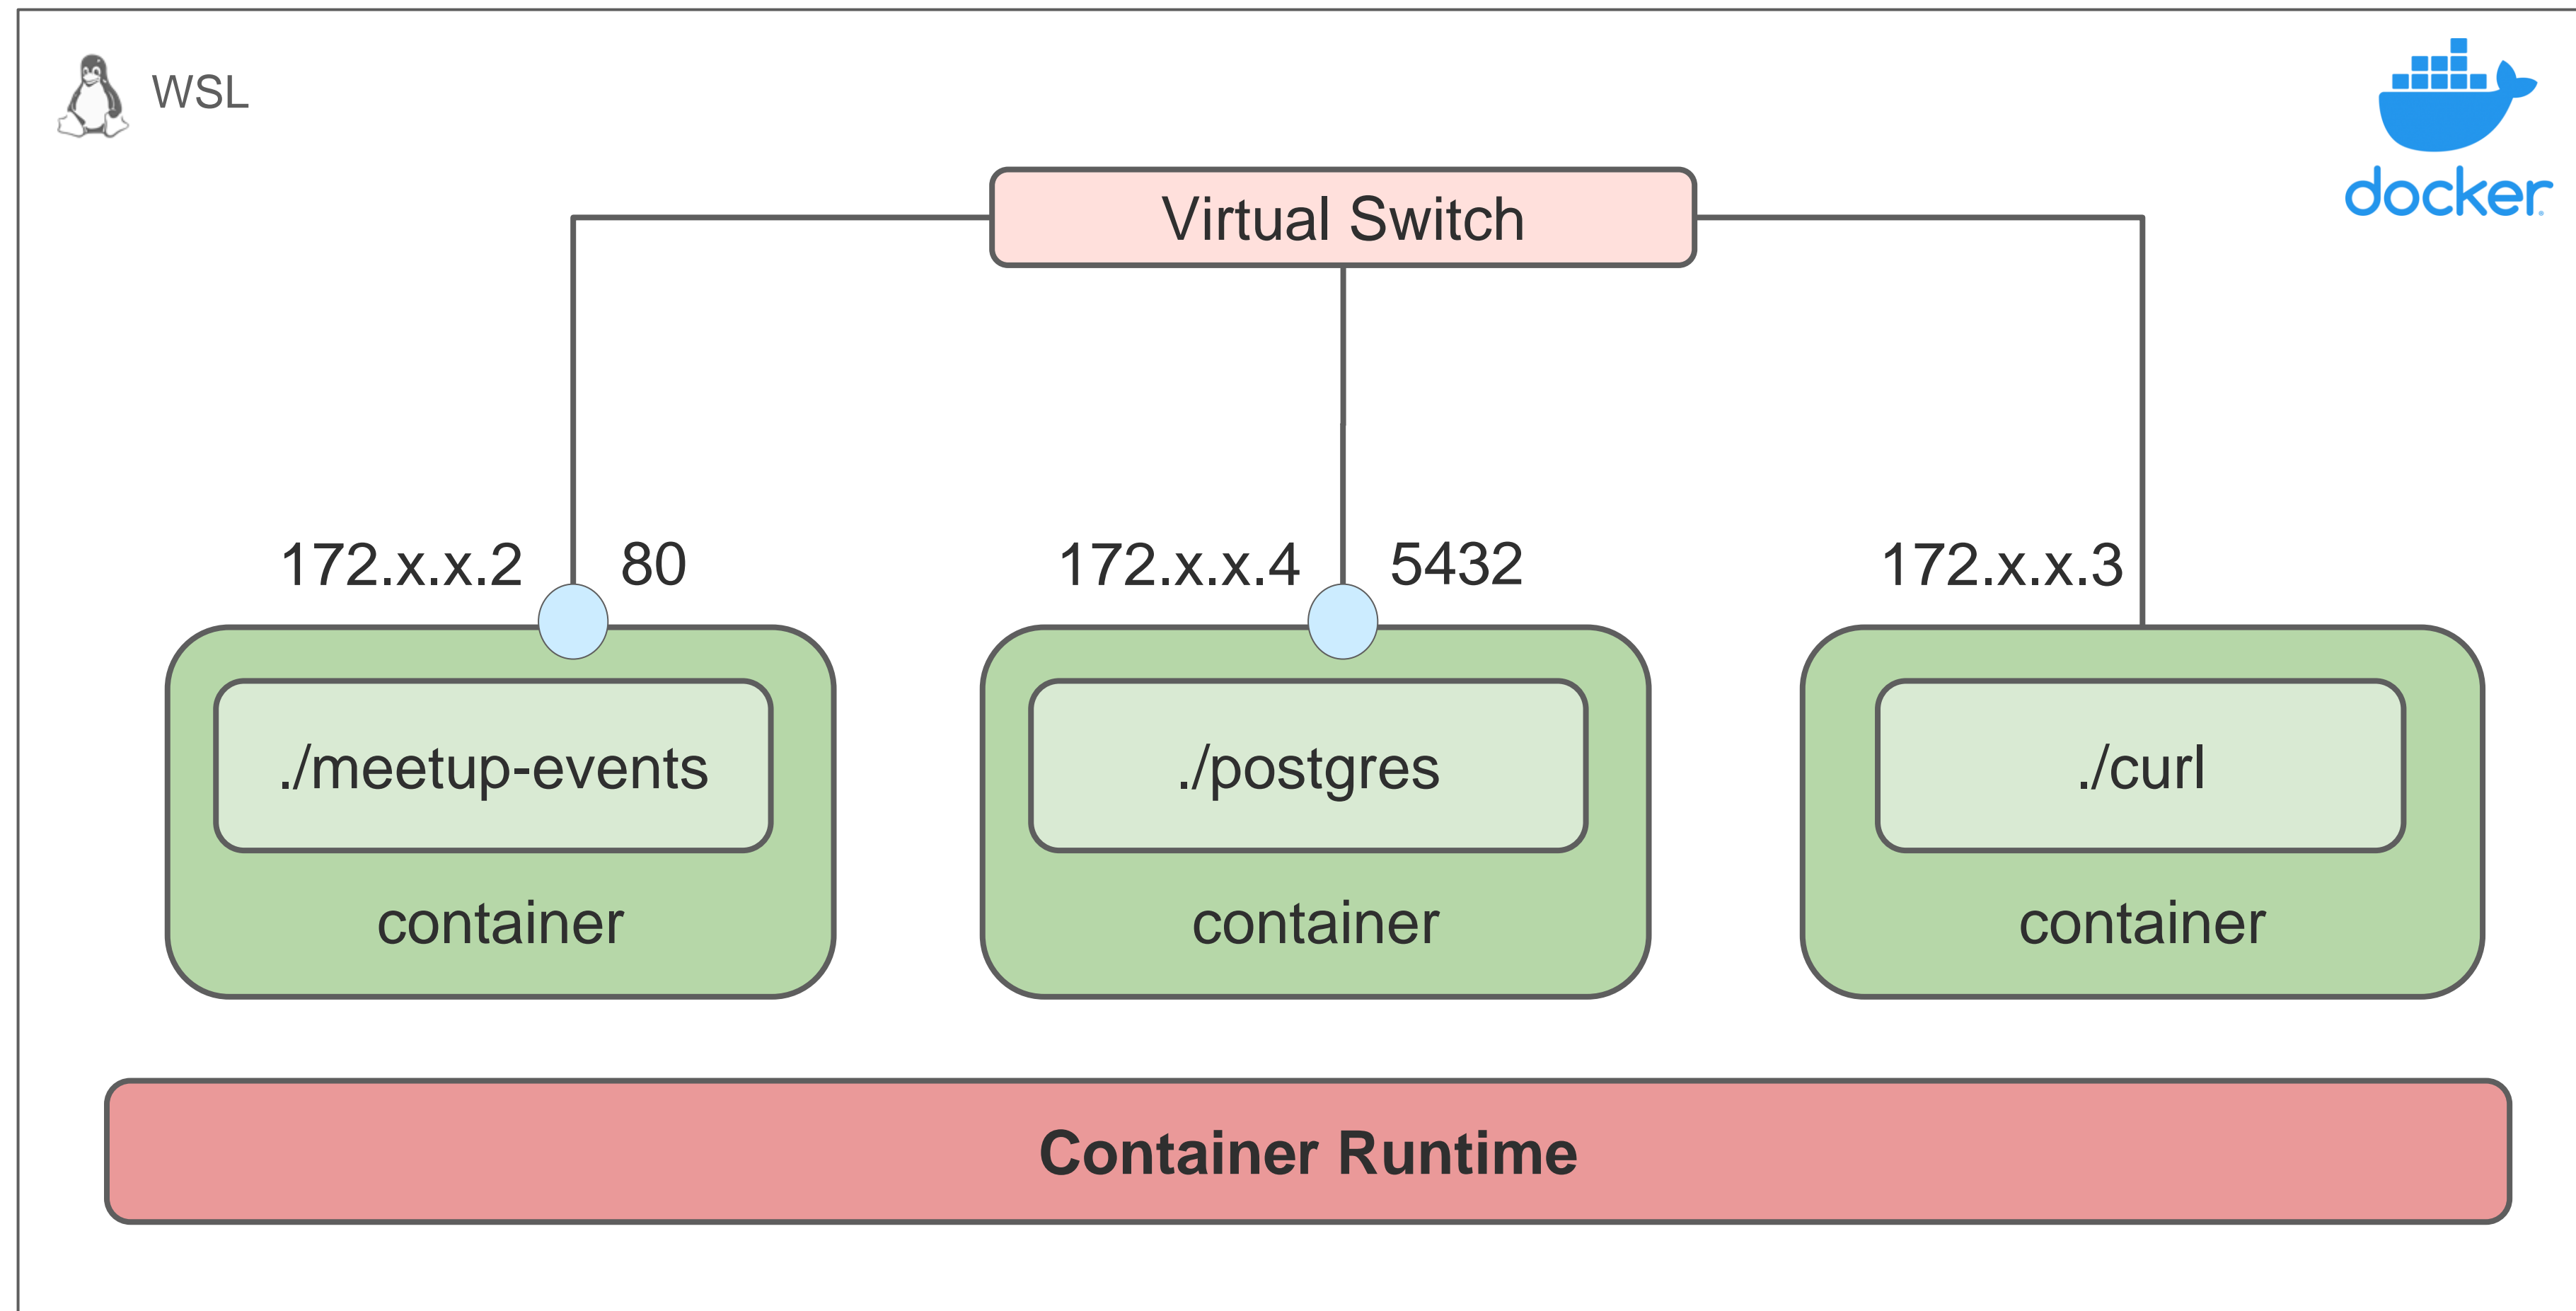 WSL
docker
Virtual Switch
172.x.x.2 80
172.x.x.4 5432
172.x.x.3
./meetup-events
./postgres
./curl
container
container
container
Container Runtime